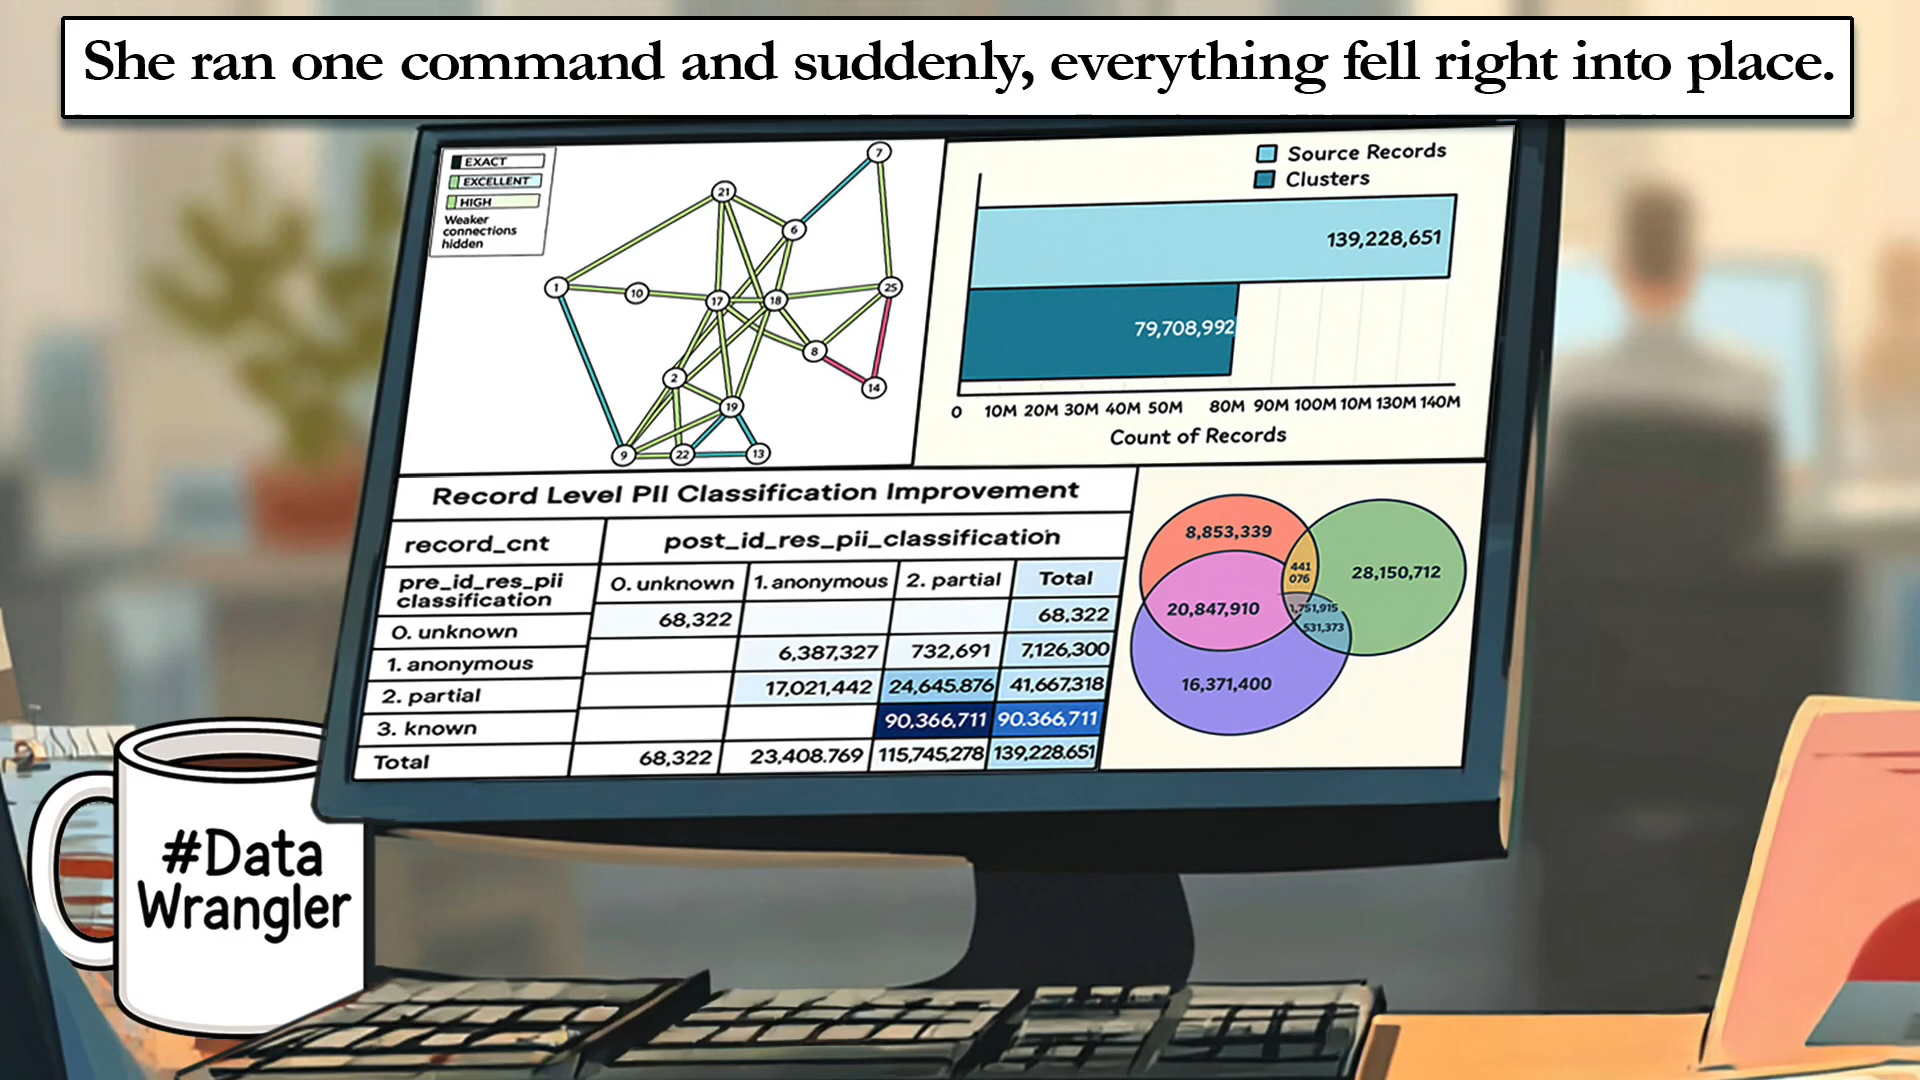 She ran one command and suddenly, everything fell right into place.
EXACT
EXCELLENT
HIGH
Weaker
connections
hidden
7
21
6
1
10
17
18
25
8
14
2
19
9
22
13
Source Records
Clusters
139,228,651
79,708,992
0 10M 20M 30M 40M 50M 80M 90M 100M 10M 130M 140M
Count of Records
Record Level PII Classification Improvement
record_cnt post_id_res_pii_classification
pre_id_res_pii
classification
0. unknown 1. anonymous 2. partial Total
0. unknown 68,322 68,322
1. anonymous 6,387,327 732,691 7,126,300
2. partial 17,021,442 24,645.876 41,667,318
3. known 90,366,711 90.366,711
Total 68,322 23,408.769 115,745,278 139,228.651
8,853,339
441
076
28,150,712
20,847,910
1,751,915
531,373
16,371,400
#Data
Wrangler